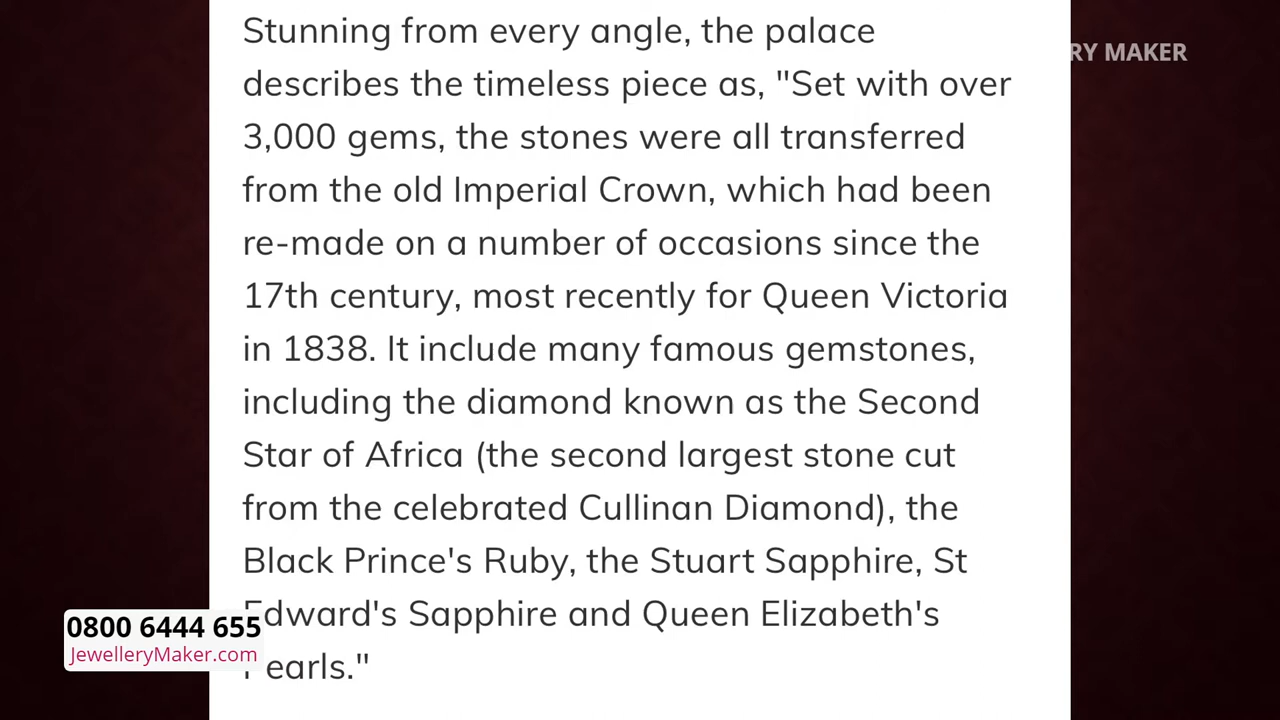 Stunning from every angle, the palace
RY MAKER
describes the timeless piece as, "Set with over
3,000 gems, the stones were all transferred
from the old Imperial Crown, which had been
re-made on a number of occasions since the
17th century, most recently for Queen Victoria
in 1838. It include many famous gemstones,
including the diamond known as the Second
Star of Africa (the second largest stone cut
from the celebrated Cullinan Diamond), the
Black Prince's Ruby, the Stuart Sapphire, St
Edward's Sapphire and Queen Elizabeth's
Pearls."
0800 6444 655
JewelleryMaker.com